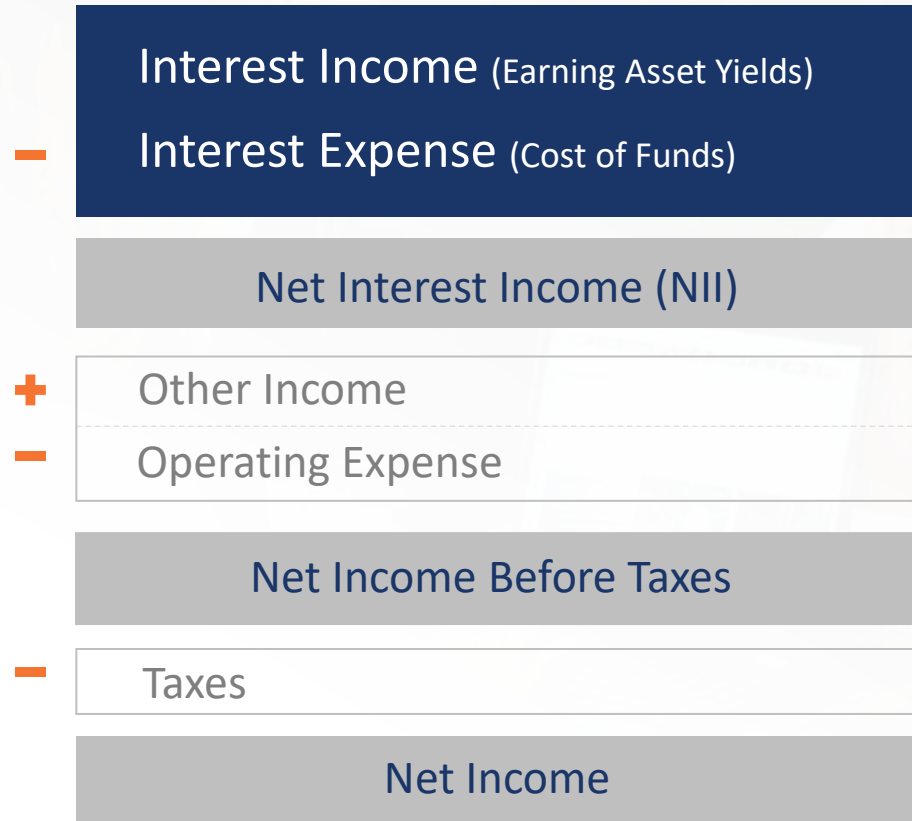 Interest Income (Earning Asset Yields)
- Interest Expense (Cost of Funds)
Net Interest Income (NII)
+ Other Income
- Operating Expense
Net Income Before Taxes
- Taxes
Net Income